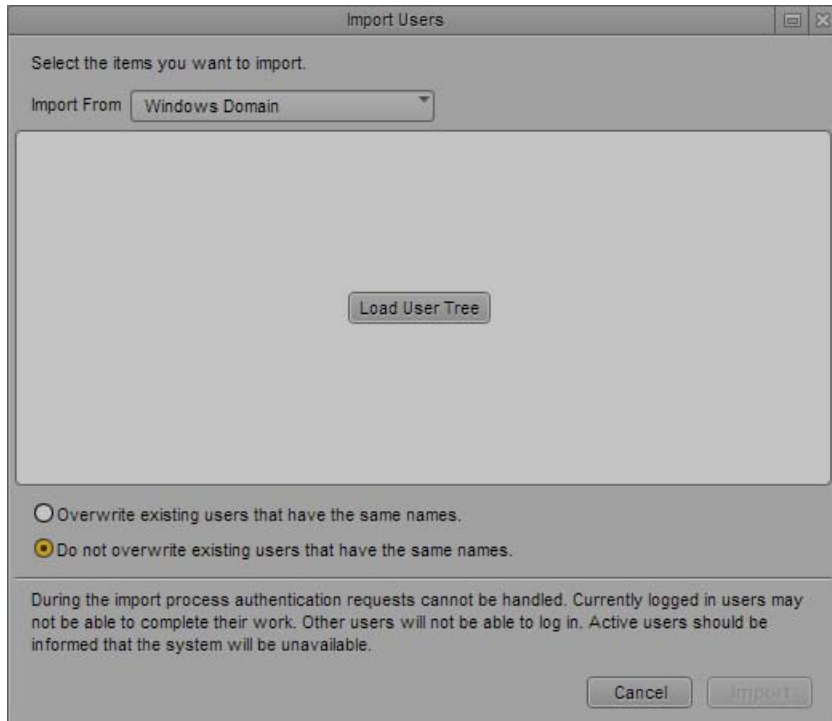 Import Users
Select the items you want to import.
Import From Windows Domain
Load User Tree
Overwrite existing users that have the same names.
Do not overwrite existing users that have the same names.
During the import process authentication requests cannot be handled. Currently logged in users may
not be able to complete their work. Other users will not be able to log in. Active users should be
informed that the system will be unavailable.
Cancel Import